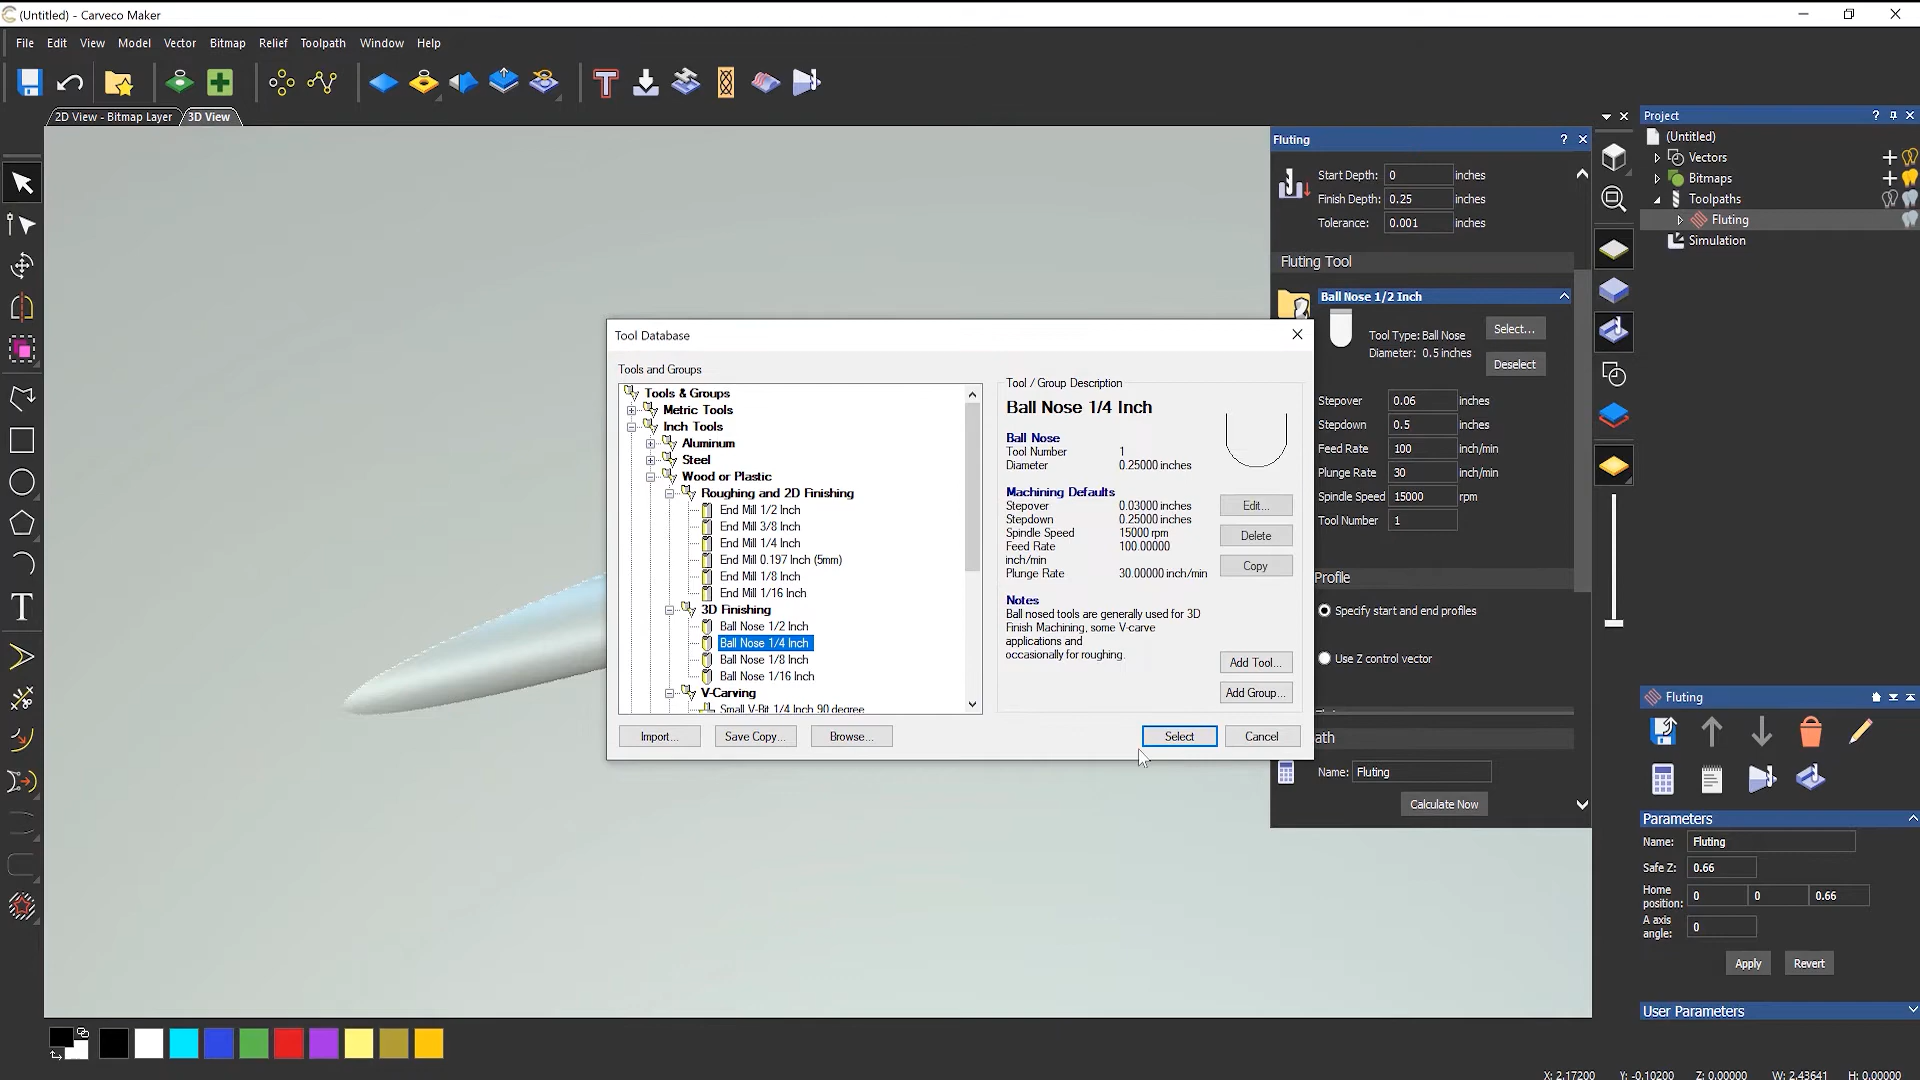 (Untitled) - Carveco Maker
File Edit View Model Vector Bitmap Relief Toolpath Window Help
2D View - Bitmap Layer
3D View
Fluting
Start Depth: 0 inches
Finish Depth: 0.25 inches
Tolerance: 0.001 inches
Fluting Tool
Ball Nose 1/2 Inch
Tool Type: Ball Nose
Diameter: 0.5 inches
Select...
Deselect
Stepover 0.06 inches
Stepdown 0.5 inches
Feed Rate 100 inch/min
Plunge Rate 30 inch/min
Spindle Speed 15000 rpm
Tool Number 1
Profile
Specify start and end profiles
Use Z control vector
ath
Name: Fluting
Calculate Now
Tool Database
Tools and Groups
Tools & Groups
Metric Tools
Inch Tools
Aluminum
Steel
Wood or Plastic
Roughing and 2D Finishing
End Mill 1/2 Inch
End Mill 3/8 Inch
End Mill 1/4 Inch
End Mill 0.197 Inch (5mm)
End Mill 1/8 Inch
End Mill 1/16 Inch
3D Finishing
Ball Nose 1/2 Inch
Ball Nose 1/4 Inch
Ball Nose 1/8 Inch
Ball Nose 1/16 Inch
V-Carving
Small V-Bit 1/4 Inch 90 degree
Tool / Group Description
Ball Nose 1/4 Inch
Ball Nose
Tool Number 1
Diameter 0.25000 inches
Machining Defaults
Stepover 0.03000 inches
Stepdown 0.25000 inches
Spindle Speed 15000 rpm
Feed Rate 100.00000
inch/min
Plunge Rate 30.00000 inch/min
Notes
Ball nosed tools are generally used for 3D
Finish Machining, some V-carve
applications and
occasionally for roughing.
Edit...
Delete
Copy
Add Tool...
Add Group...
Import...
Save Copy...
Browse...
Select
Cancel
Project
(Untitled)
Vectors
Bitmaps
Toolpaths
Fluting
Simulation
Fluting
Parameters
Name: Fluting
Safe Z: 0.66
Home
position: 0 0 0.66
A axis
angle: 0
Apply
Revert
User Parameters
X: 2.17200 Y: -0.10200 Z: 0.00000 W: 2.43641 H: 0.00000